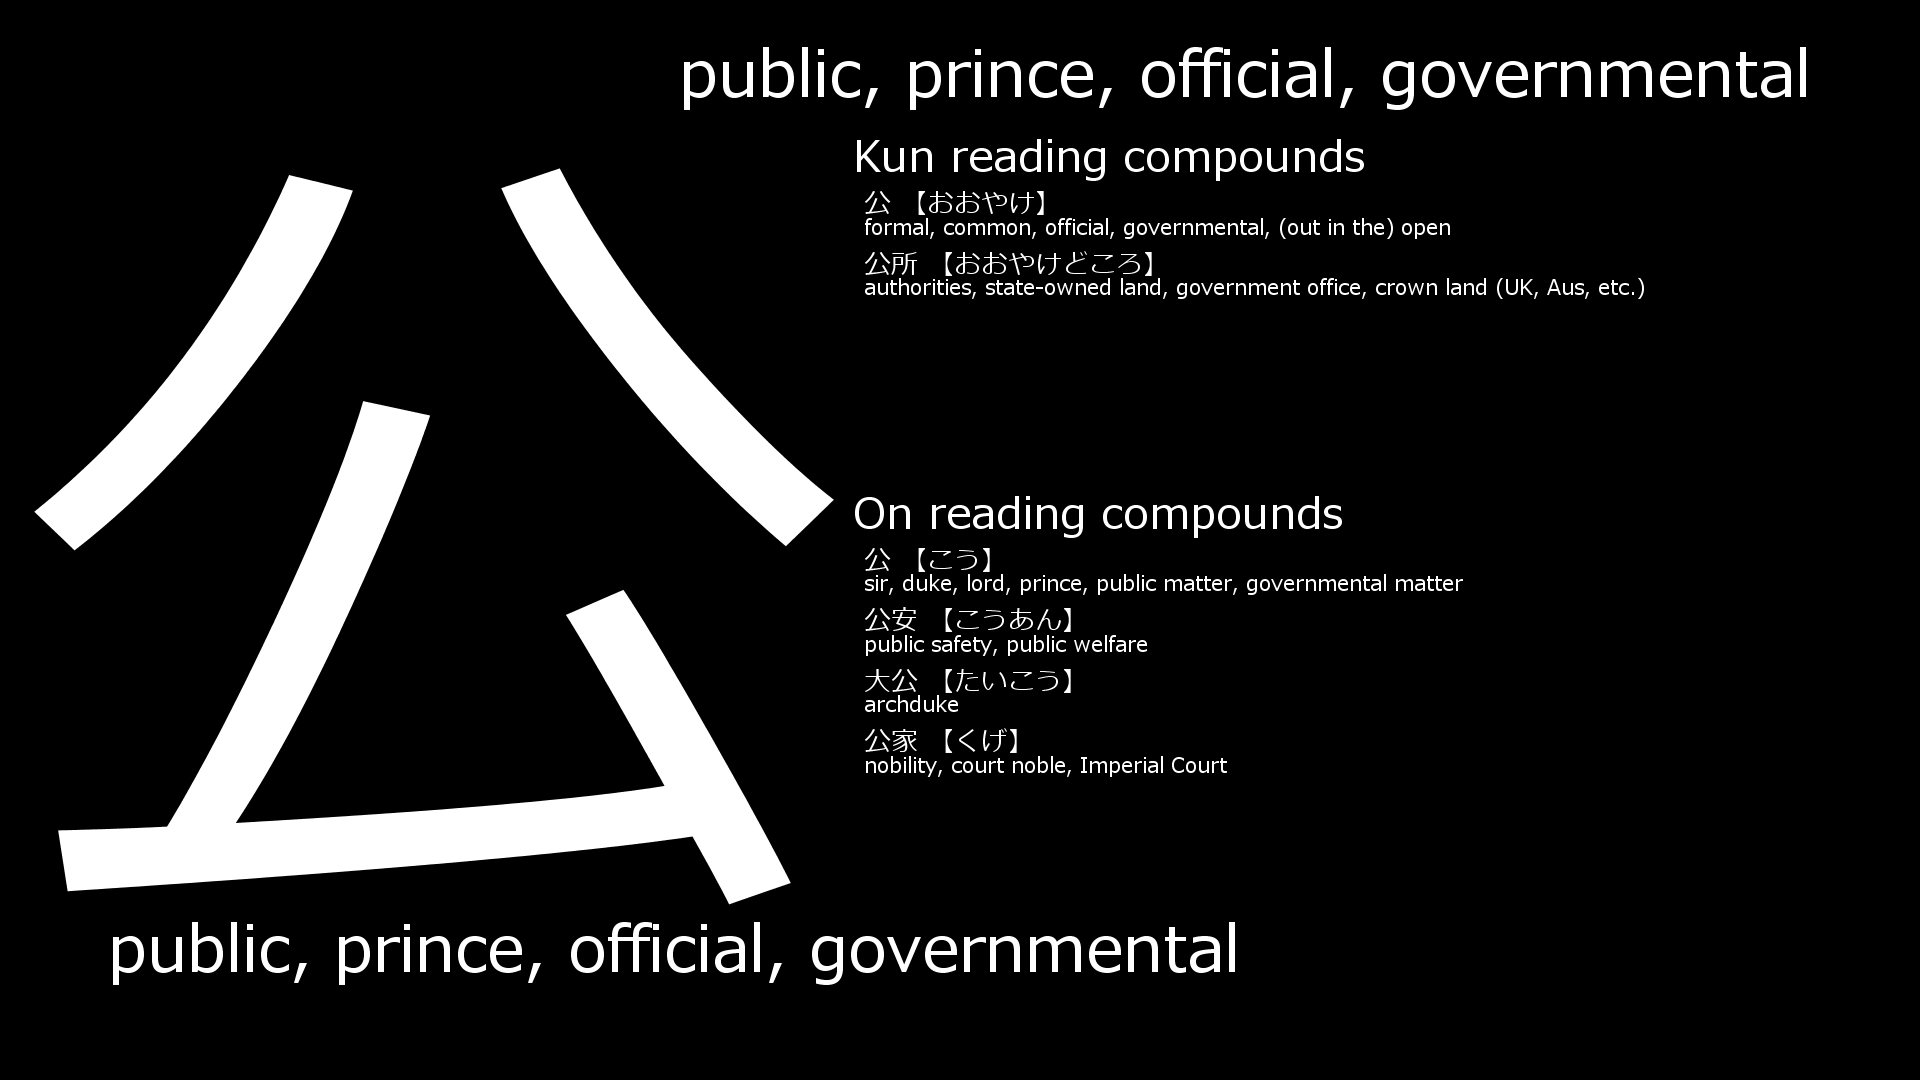 public, prince, official, governmental
公
Kun reading compounds
公 【おおやけ】
formal, common, official, governmental, (out in the) open
公所 【おおやけどころ】
authorities, state-owned land, government office, crown land (UK, Aus, etc.)
On reading compounds
公 【こう】
sir, duke, lord, prince, public matter, governmental matter
公安 【こうあん】
public safety, public welfare
大公 【たいこう】
archduke
公家 【くげ】
nobility, court noble, Imperial Court
public, prince, official, governmental